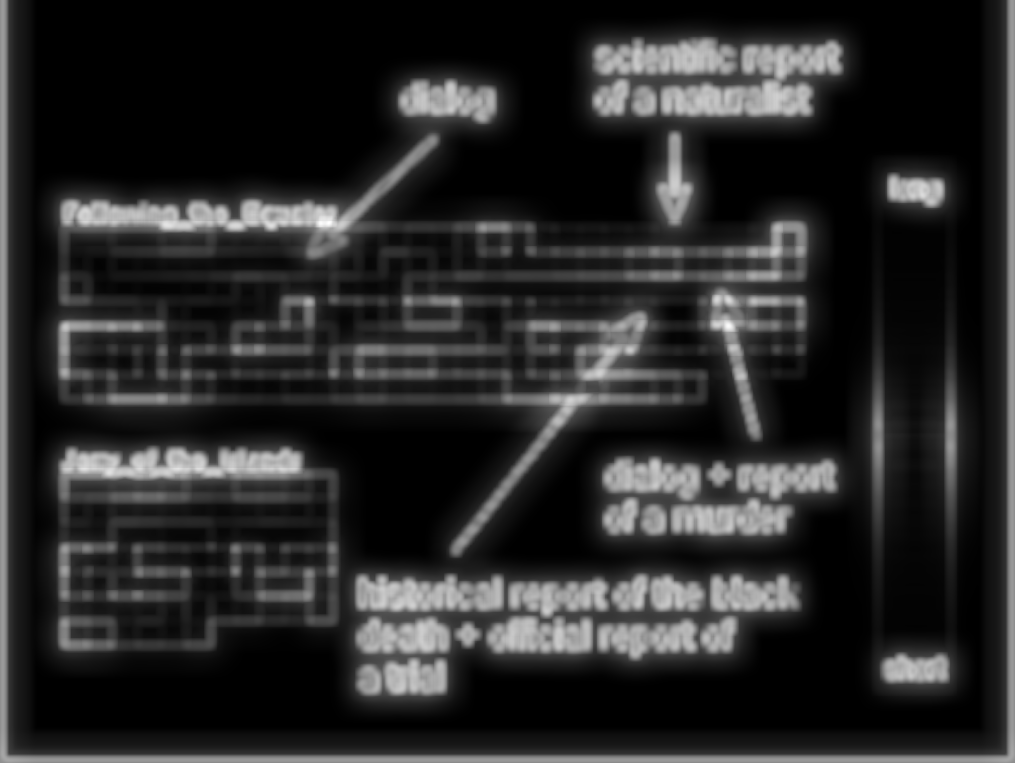 scientific report
of a naturalist
dialog
long
Following_the_Equator
dialog + report
of a murder
Jeny_of_the_Islands
historical report of the black
death + official report of
a trial
short